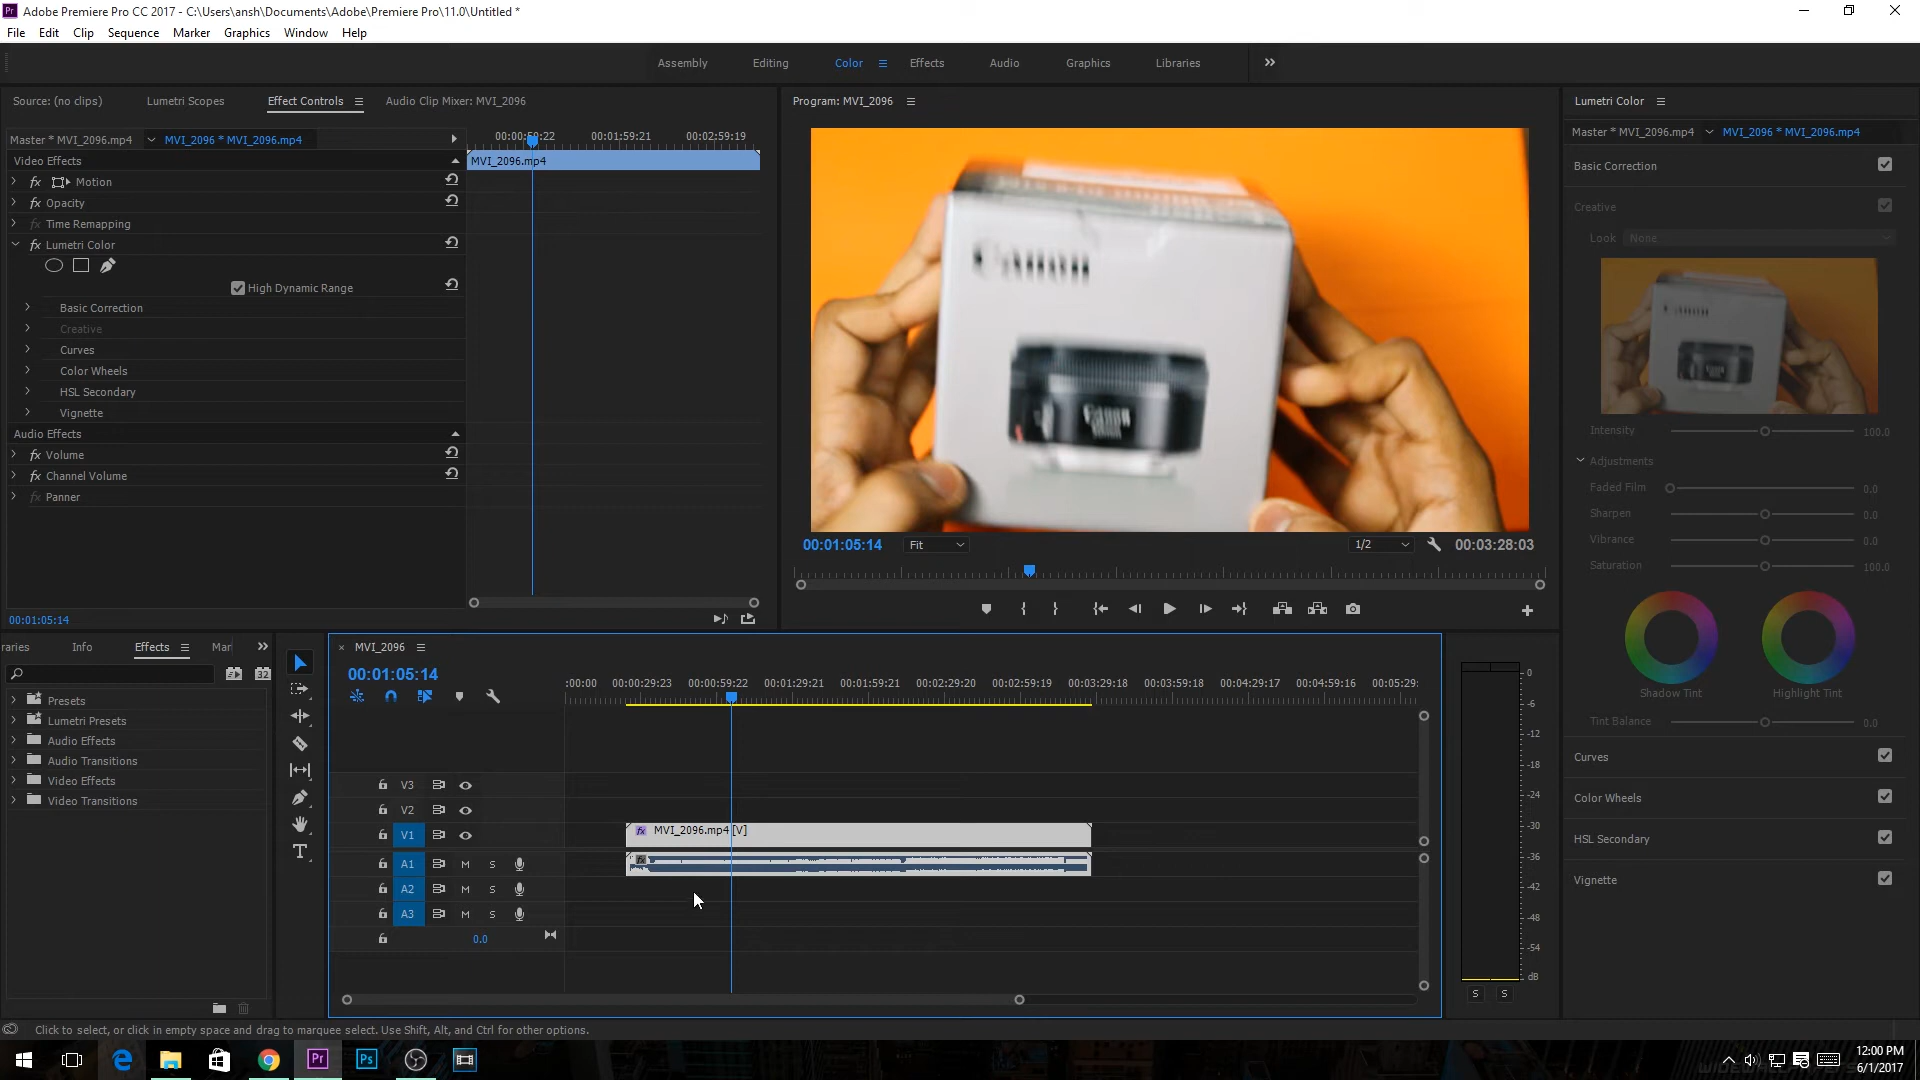 Adobe Premiere Pro CC 2017 - C:\Users\ansh\Documents\Adobe\Premiere Pro\11.0\Untitled *
File Edit Clip Sequence Marker Graphics Window Help
Assembly Editing Color Effects Audio Graphics Libraries
Source: (no clips) Lumetri Scopes Effect Controls Audio Clip Mixer: MVI_2096
Master * MVI_2096.mp4 MVI_2096 * MVI_2096.mp4
00:00:59:22 00:01:59:21 00:02:59:19
MVI_2096.mp4
Video Effects
fx Motion
fx Opacity
fx Time Remapping
fx Lumetri Color
High Dynamic Range
Basic Correction
Creative
Curves
Color Wheels
HSL Secondary
Vignette
Audio Effects
fx Volume
fx Channel Volume
fx Panner
00:01:05:14
Program: MVI_2096
Canon
00:01:05:14 Fit 1/2 00:03:28:03
Lumetri Color
Master * MVI_2096.mp4 MVI_2096 * MVI_2096.mp4
Basic Correction
Creative
Look None
Intensity 100.0
Adjustments
Faded Film 0.0
Sharpen 0.0
Vibrance 0.0
Saturation 100.0
Shadow Tint Highlight Tint
Tint Balance 0.0
Curves
Color Wheels
HSL Secondary
Vignette
raries Info Effects Mar
32
Presets
Lumetri Presets
Audio Effects
Audio Transitions
Video Effects
Video Transitions
MVI_2096
00:01:05:14
:00:00 00:00:29:23 00:00:59:22 00:01:29:21 00:01:59:21 00:02:29:20 00:02:59:19 00:03:29:18 00:03:59:18 00:04:29:17 00:04:59:16 00:05:29:
V3
V2
V1
fx MVI_2096.mp4 [V]
A1 M S
fx
A2 M S
A3 M S
0.0
0
-6
-12
-18
-24
-30
-36
-42
-48
-54
dB
S S
Click to select, or click in empty space and drag to marquee select. Use Shift, Alt, and Ctrl for other options.
Pr
Ps
12:00 PM
6/1/2017